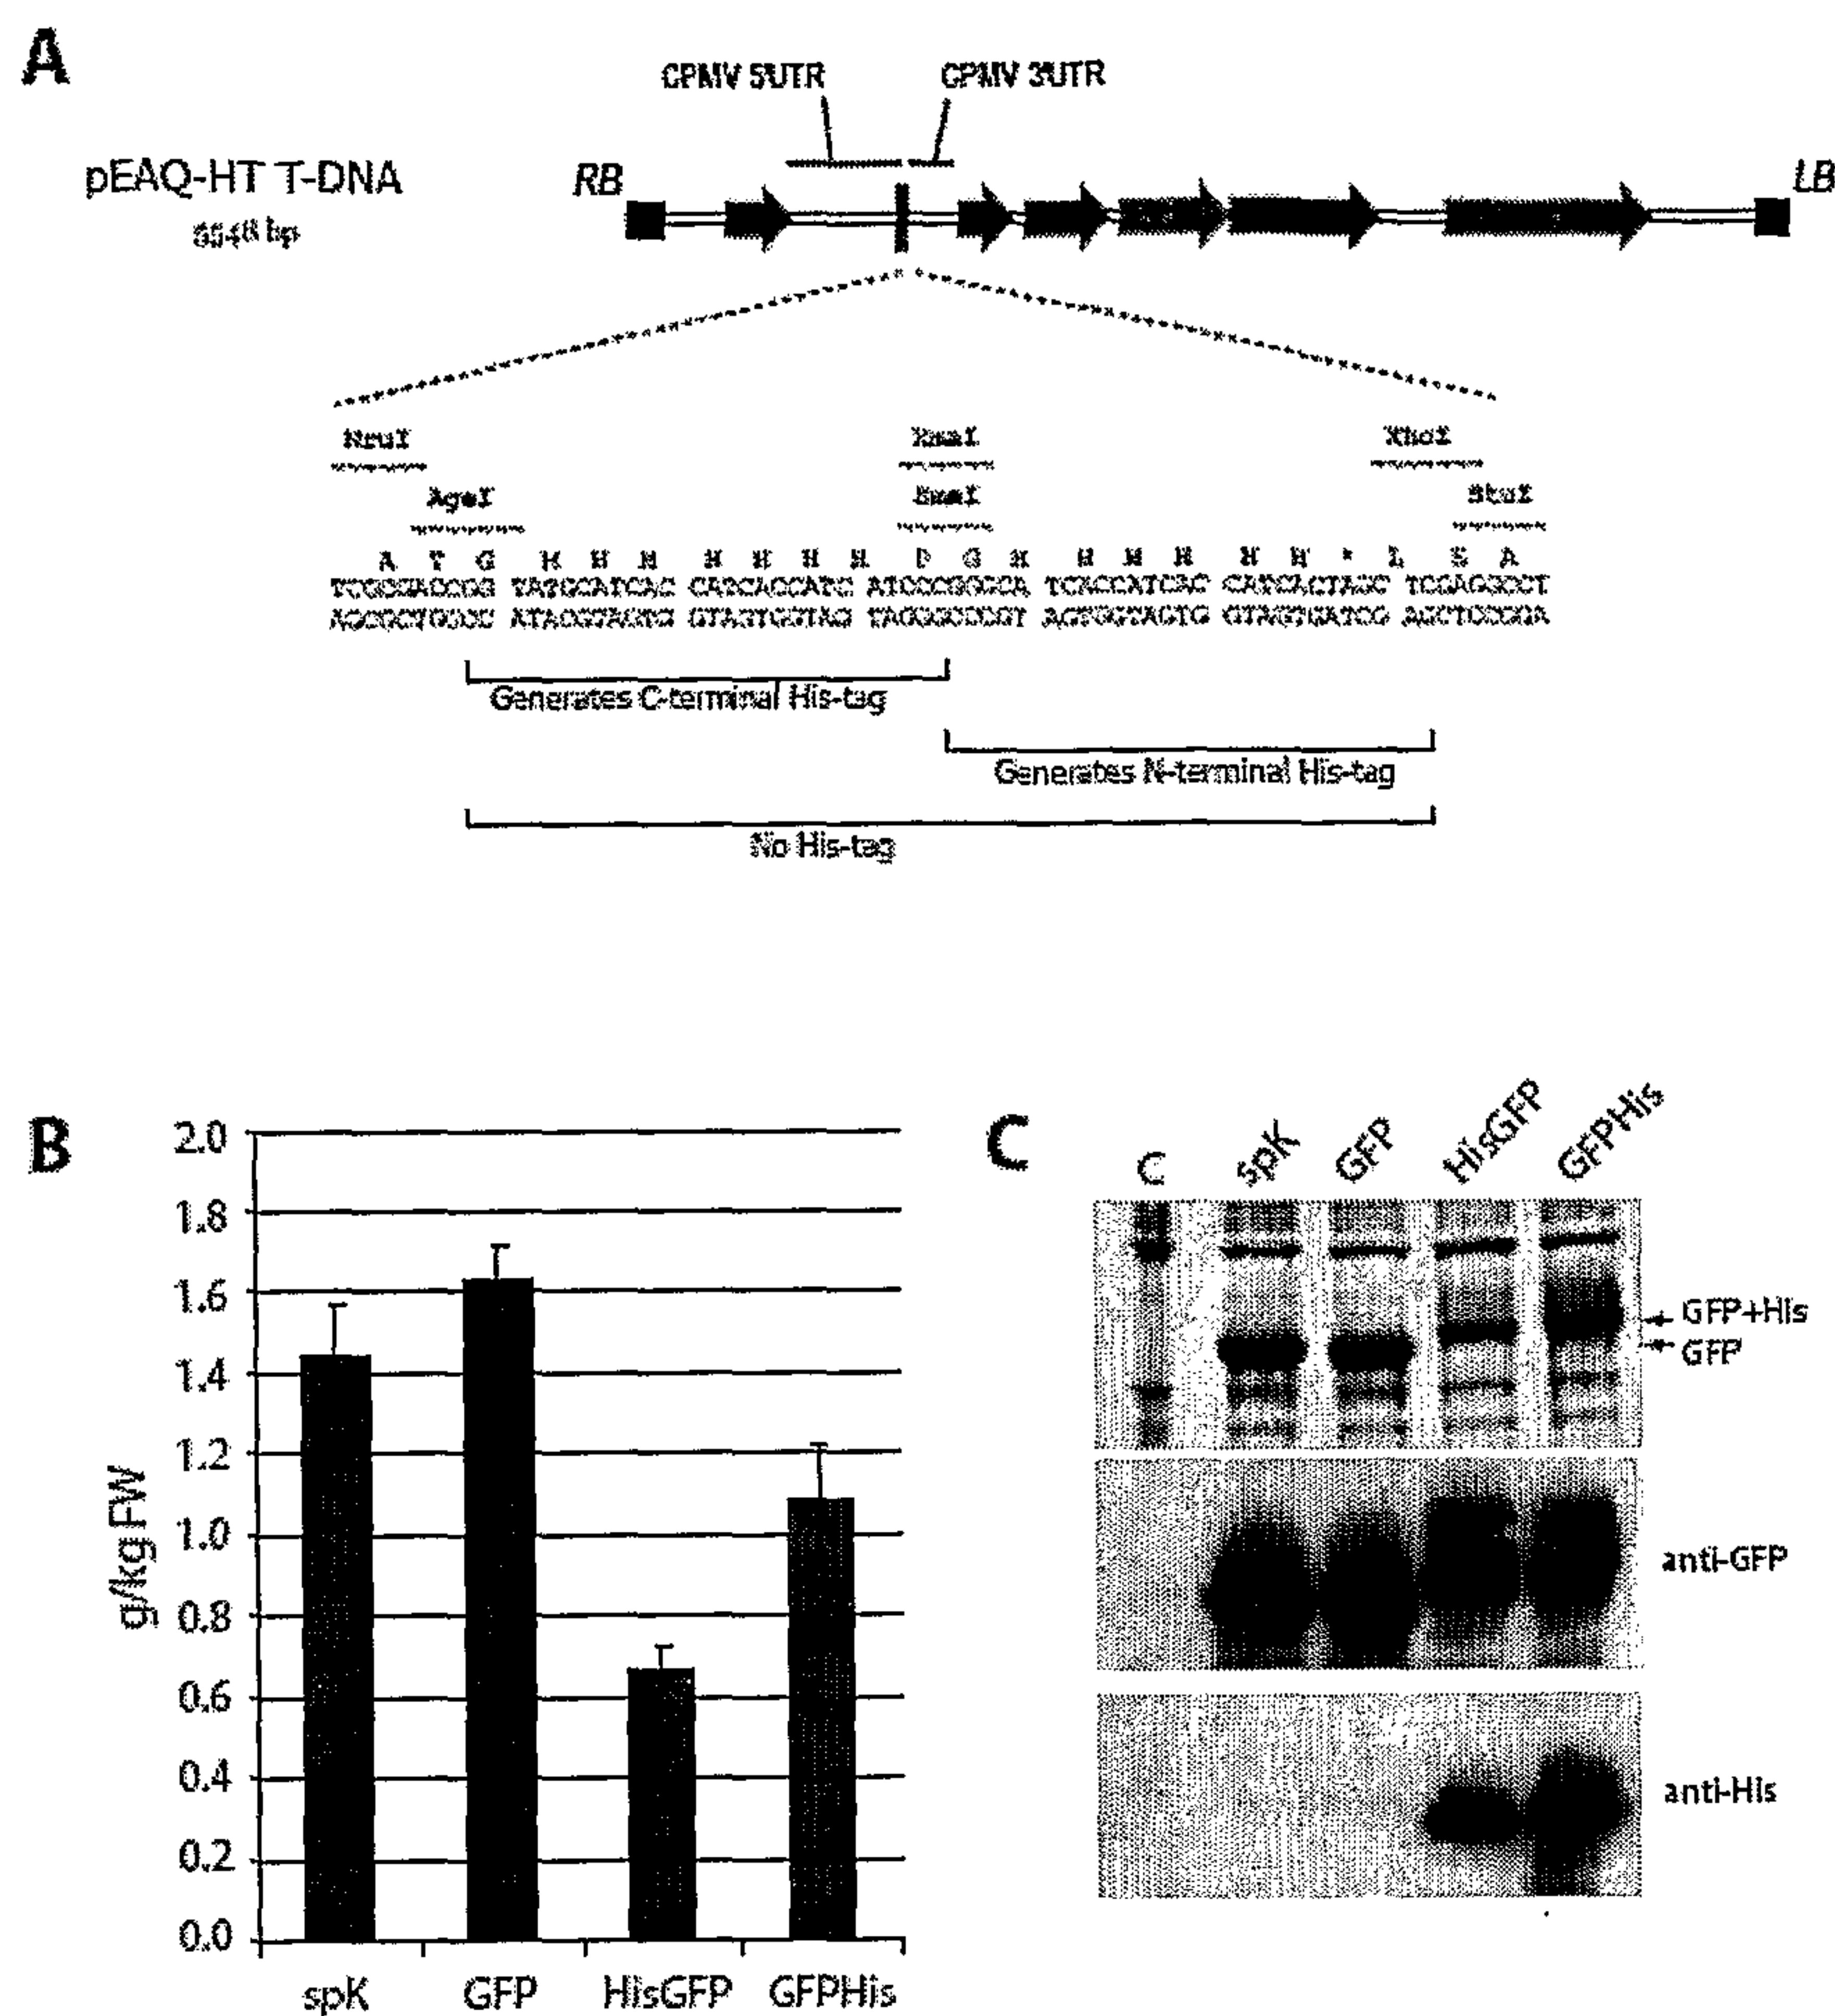 A
CPMV 5'UTR
CPMV 3'UTR
pEAQ-HT T-DNA
RB
LB
bp
NruI
XmaI
XhoI
AgeI
SmaI
StuI
Generates C-terminal His-tag
Generates N-terminal His-tag
No His-tag
B
2.0
1.8
1.6
1.4
1.2
1.0
0.8
0.6
0.4
0.2
0.0
g/kg FW
spK
GFP
HisGFP
GFPHis
C
C
spK
GFP
HisGFP
GFPHis
GFP+His
GFP
anti-GFP
anti-His